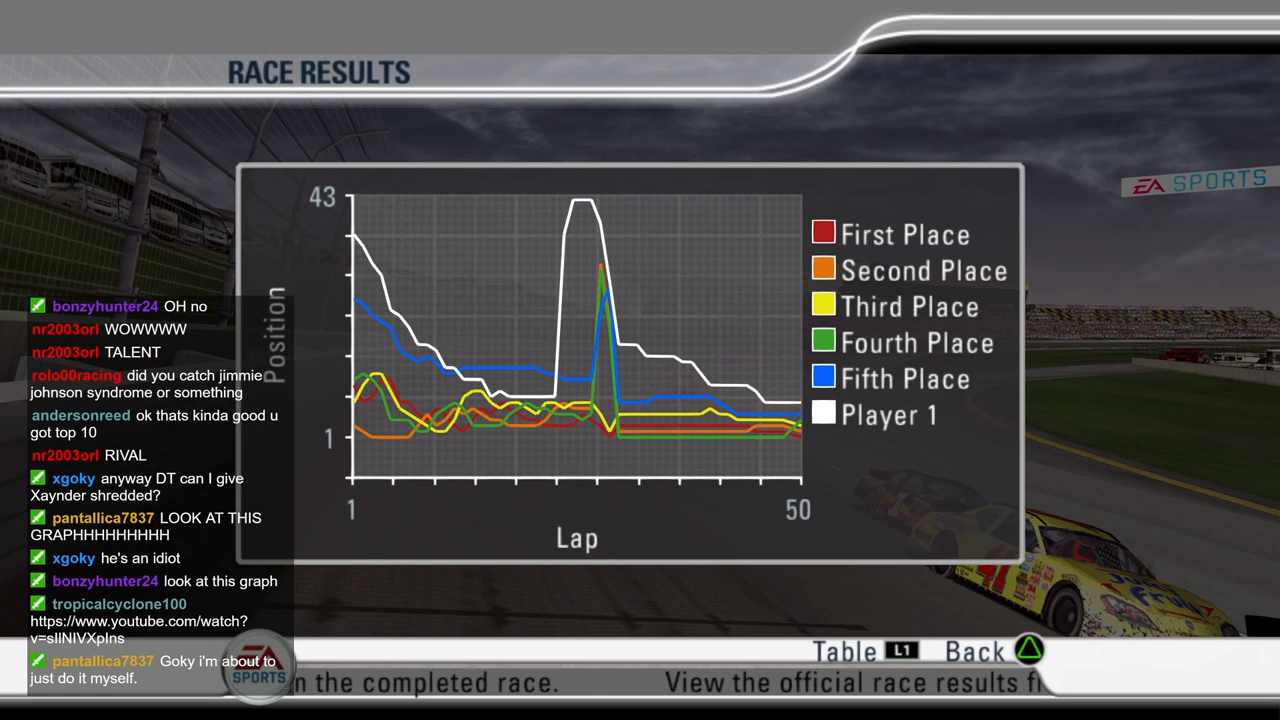 RACE RESULTS
EA SPORTS
43
Position
1
1
50
Lap
First Place
Second Place
Third Place
Fourth Place
Fifth Place
Player 1
bonzyhunter24 OH no
nr2003orl WOWWWW
nr2003orl TALENT
rolo00racing did you catch jimmie
johnson syndrome or something
andersonreed ok thats kinda good u
got top 10
nr2003orl RIVAL
xgoky anyway DT can I give
Xaynder shredded?
pantallica7837 LOOK AT THIS
GRAPHHHHHHHHH
xgoky he's an idiot
bonzyhunter24 look at this graph
tropicalcyclone100
https://www.youtube.com/watch?
v=sIlNIVXpIns
pantallica7837 Goky i'm about to
just do it myself.
41
Table L1 Back
EA
SPORTS
n the completed race. View the official race results f